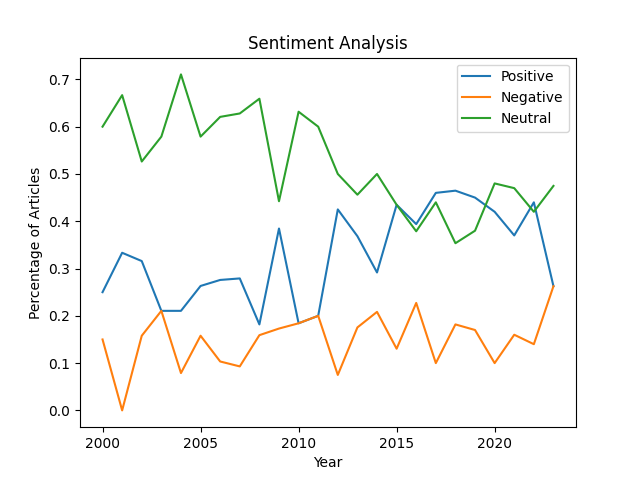 Sentiment Analysis
Positive
Negative
Neutral
0.7
0.6
0.5
0.4
0.3
0.2
0.1
0.0
Percentage of Articles
2000 2005 2010 2015 2020
Year